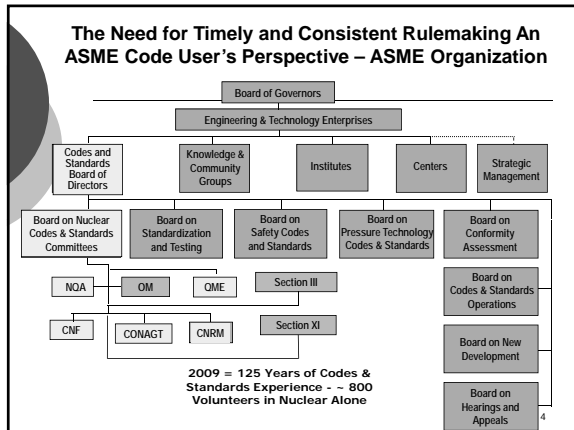 The Need for Timely and Consistent Rulemaking An
ASME Code User's Perspective – ASME Organization
Board of Governors
Engineering & Technology Enterprises
Codes and
Standards
Board of
Directors
Knowledge &
Community
Groups
Institutes
Centers
Strategic
Management
Board on Nuclear
Codes & Standards
Committees
Board on
Standardization
and Testing
Board on
Safety Codes
and Standards
Board on
Pressure Technology
Codes & Standards
Board on
Conformity
Assessment
NQA
OM
QME
Section III
Board on
Codes & Standards
Operations
CNF
CONAGT
CNRM
Section XI
Board on New
Development
2009 = 125 Years of Codes &
Standards Experience - ~ 800
Volunteers in Nuclear Alone
Board on
Hearings and
Appeals
4